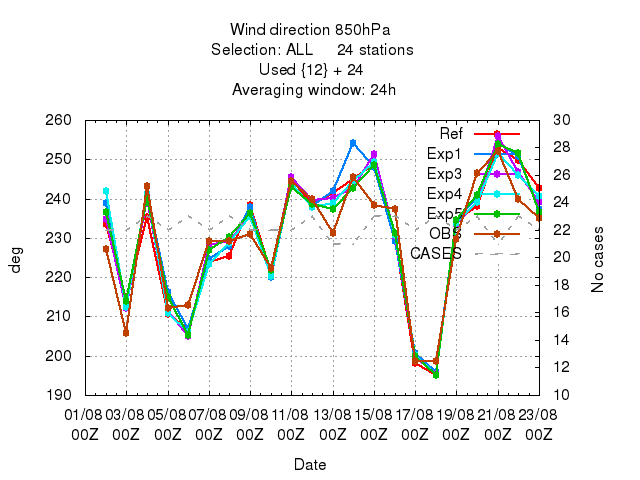 Wind direction 850hPa
Selection: ALL 24 stations
Used {12} + 24
Averaging window: 24h
deg
No cases
260
250
240
230
220
210
200
190
30
28
26
24
22
20
18
16
14
12
10
Ref
Exp1
Exp3
Exp4
Exp5
OBS
CASES
01/08 03/08 05/08 07/08 09/08 11/08 13/08 15/08 17/08 19/08 21/08 23/08
00Z 00Z 00Z 00Z 00Z 00Z 00Z 00Z 00Z 00Z 00Z 00Z
Date